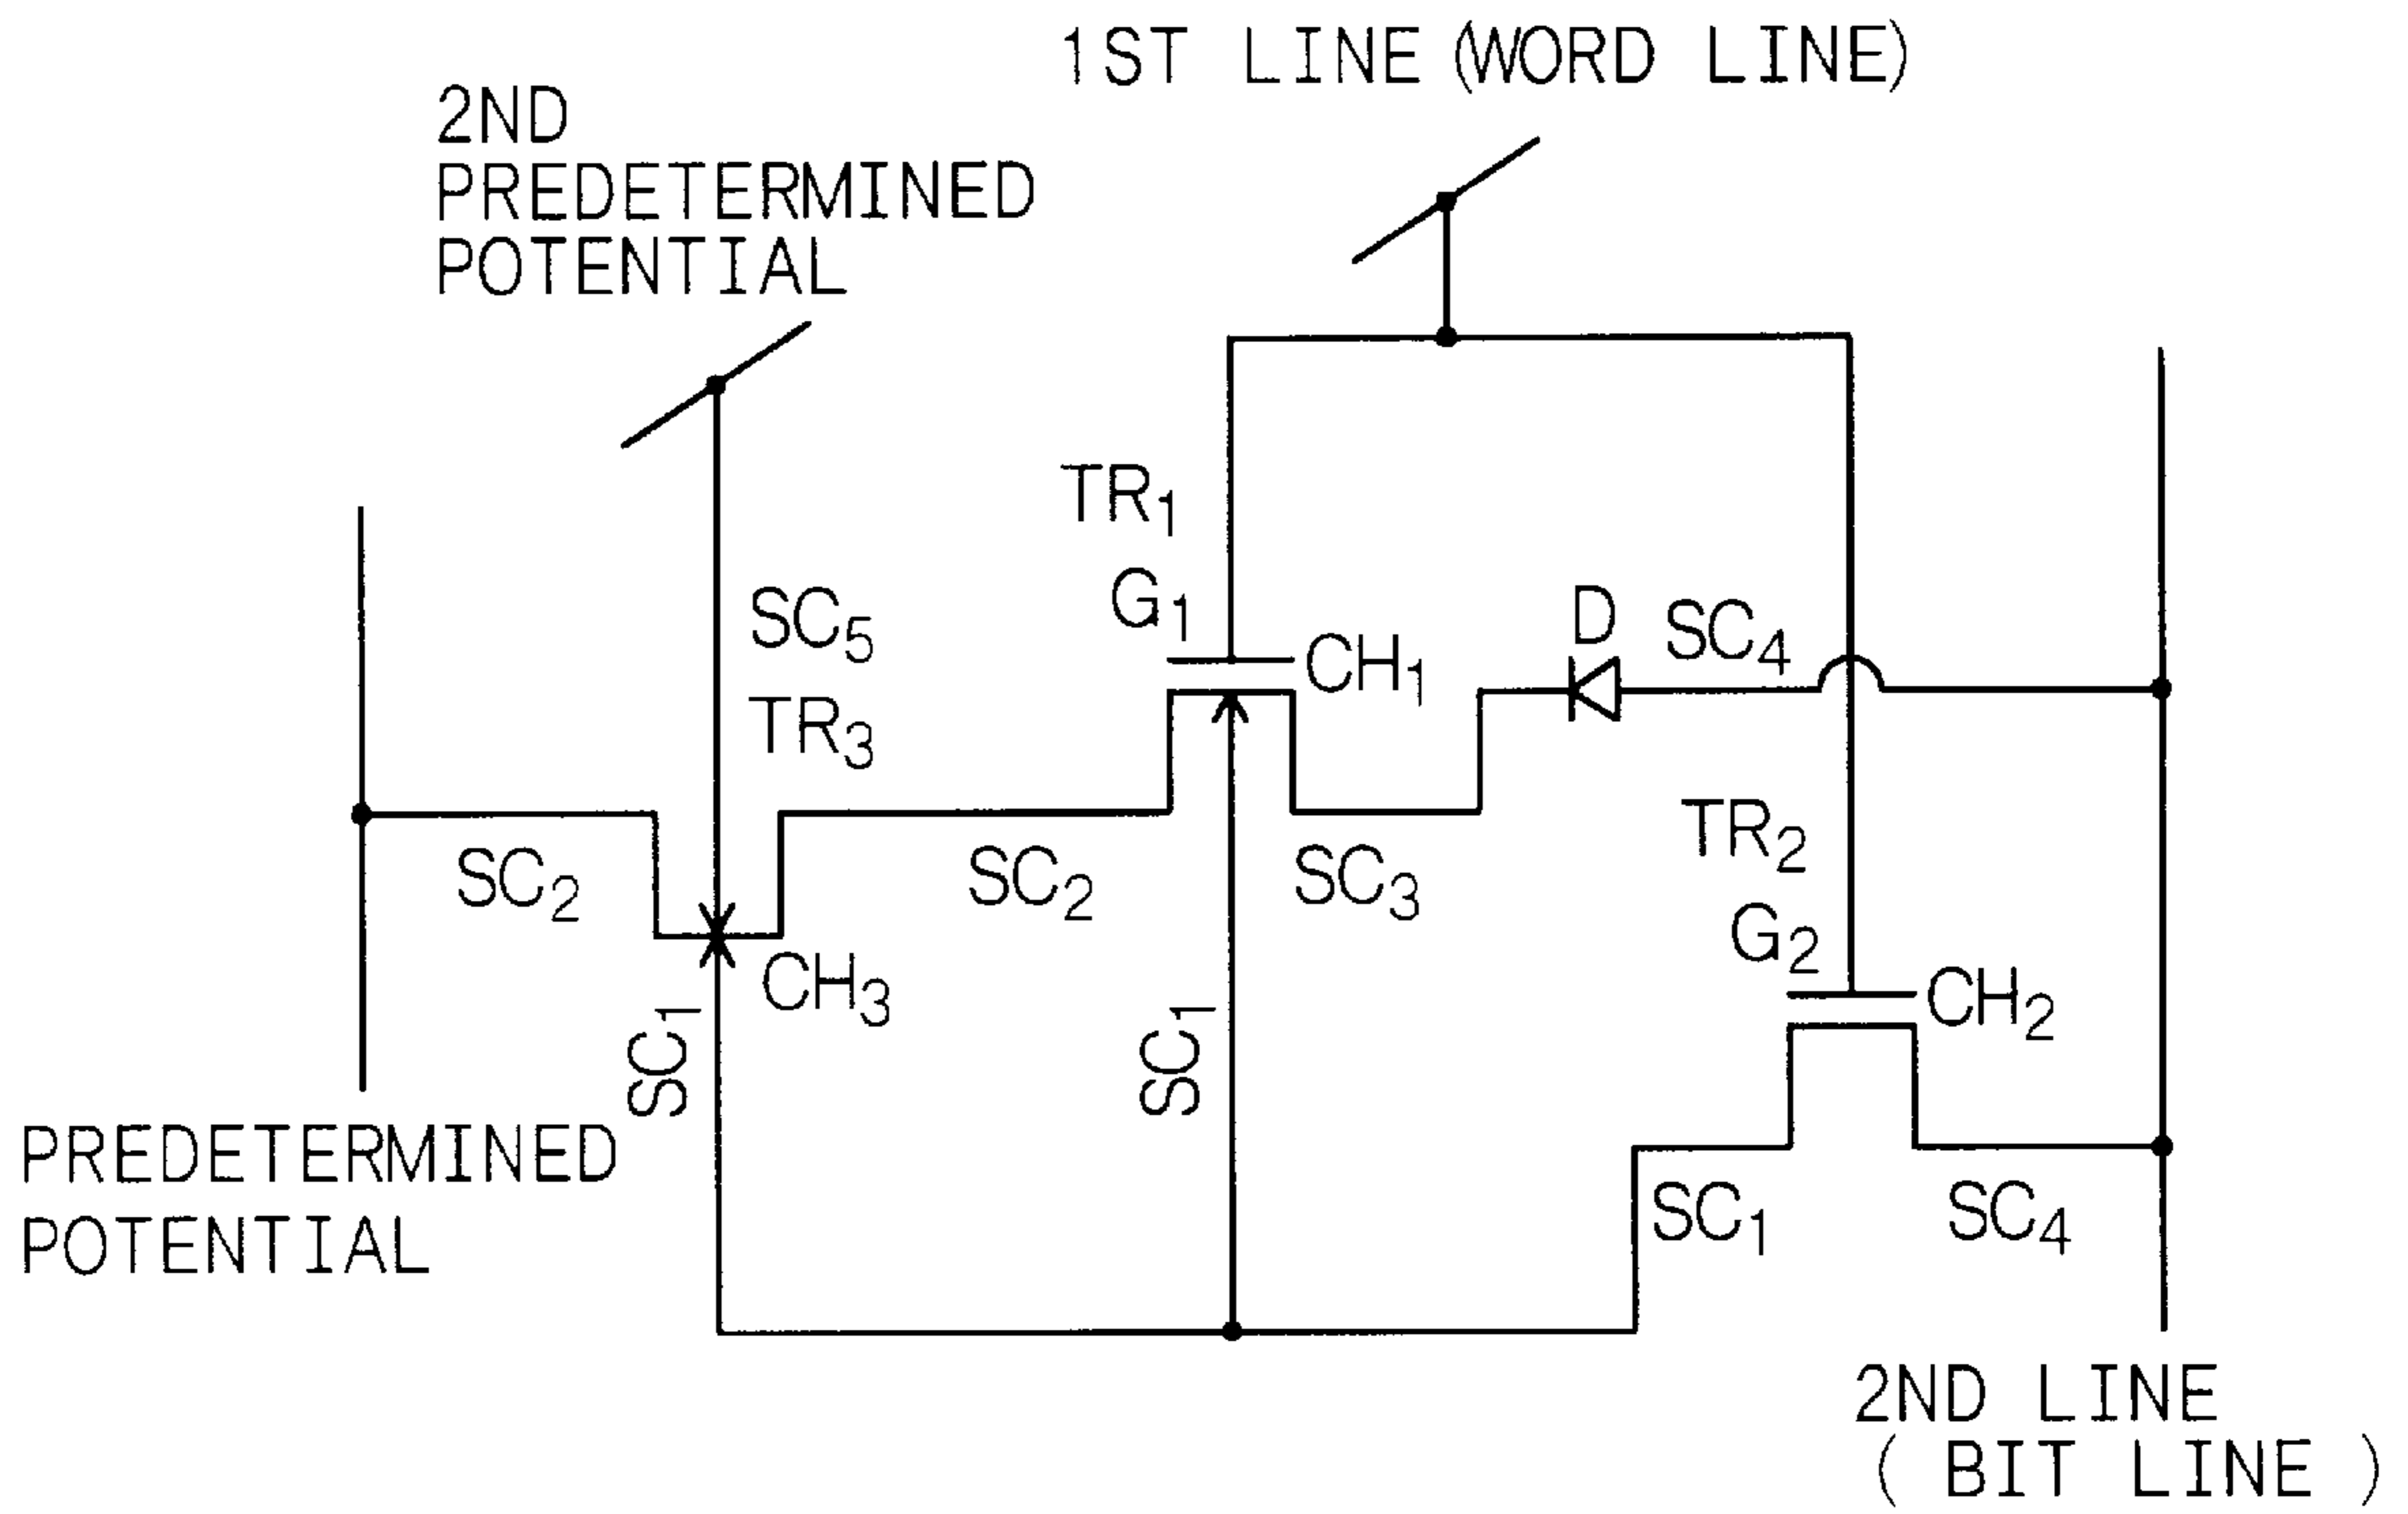 1ST LINE (WORD LINE)
2ND
PREDETERMINED
POTENTIAL
TR1
G1
CH1
D
SC4
SC5
TR3
TR2
G2
CH2
SC2
CH3
SC2
SC3
SC1
SC1
SC1
SC4
PREDETERMINED
POTENTIAL
2ND LINE
( BIT LINE )